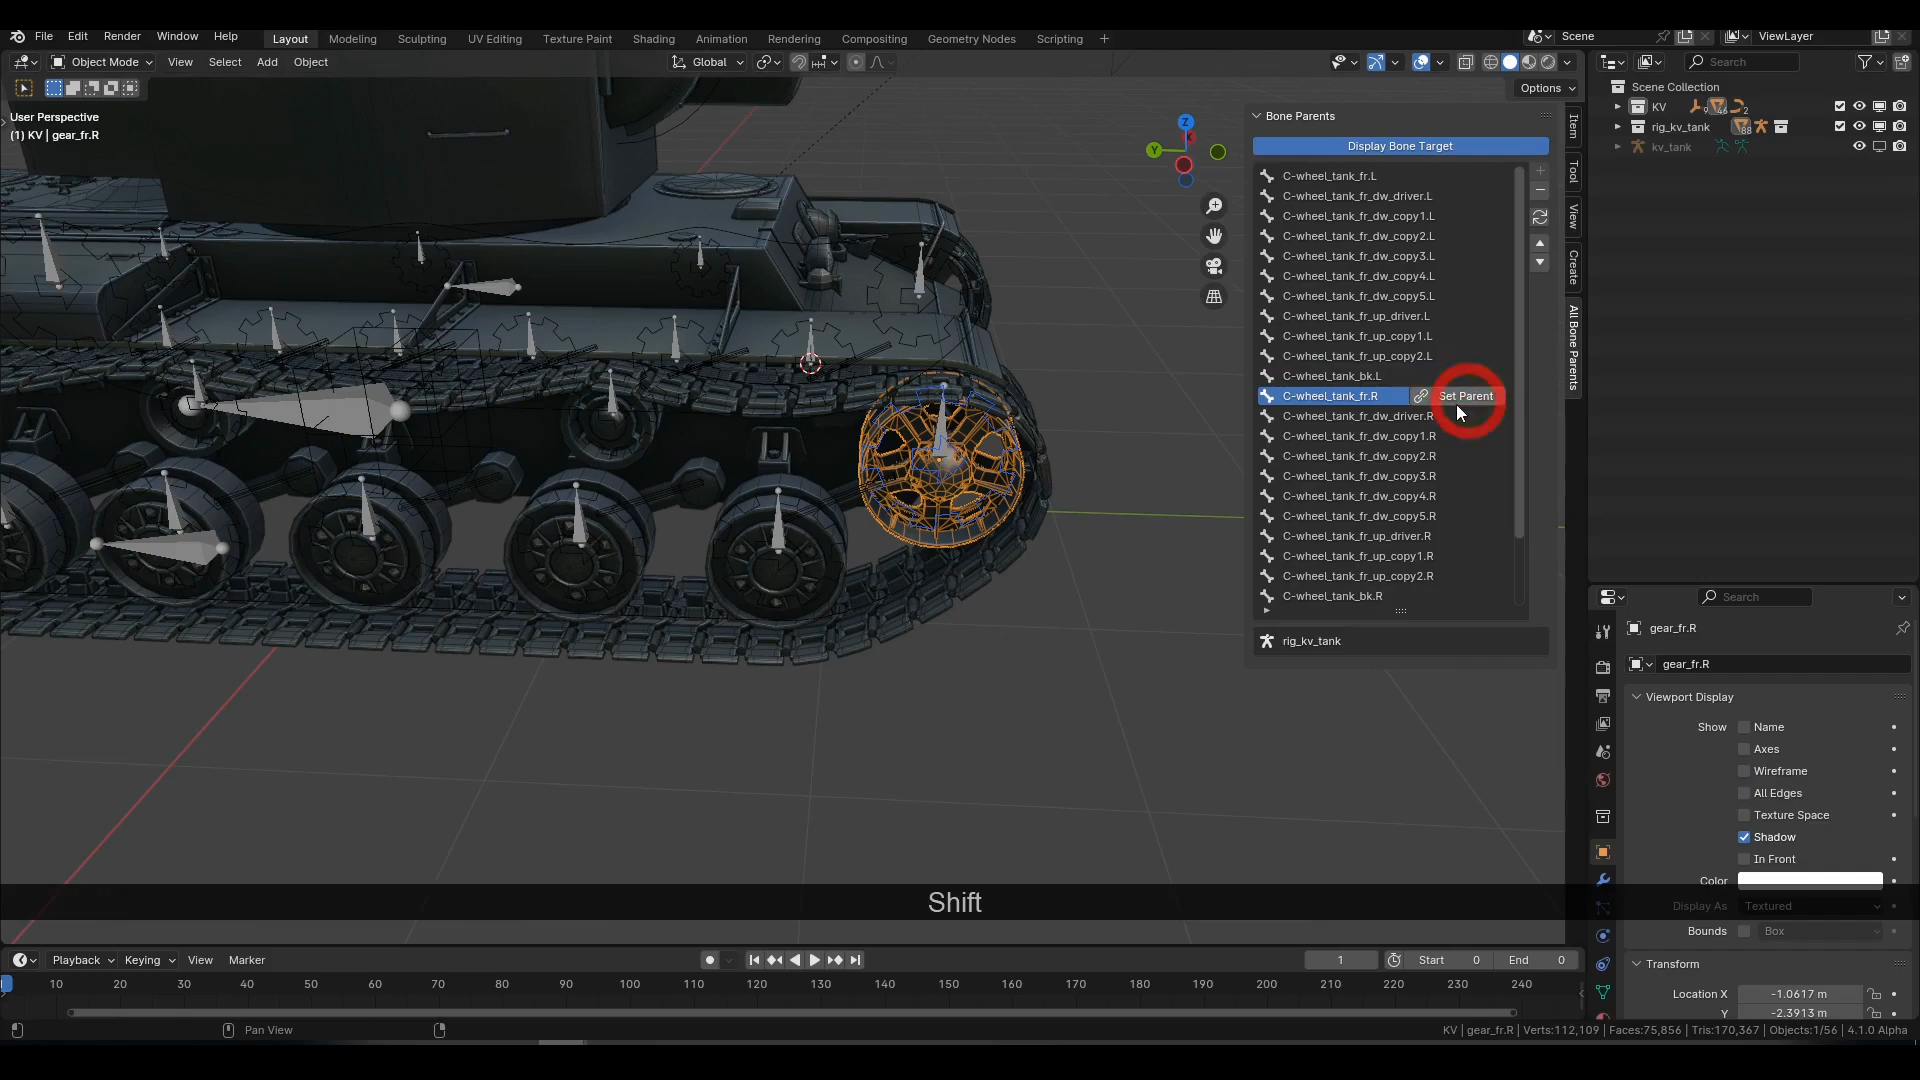 File Edit Render Window Help
Layout Modeling Sculpting UV Editing Texture Paint Shading Animation Rendering Compositing Geometry Nodes Scripting +
Scene
ViewLayer
Object Mode View Select Add Object
Global
Search
Options
User Perspective
(1) KV | gear_fr.R
Z
Y
Bone Parents
Display Bone Target
C-wheel_tank_fr.L
C-wheel_tank_fr_dw_driver.L
C-wheel_tank_fr_dw_copy1.L
C-wheel_tank_fr_dw_copy2.L
C-wheel_tank_fr_dw_copy3.L
C-wheel_tank_fr_dw_copy4.L
C-wheel_tank_fr_dw_copy5.L
C-wheel_tank_fr_up_driver.L
C-wheel_tank_fr_up_copy1.L
C-wheel_tank_fr_up_copy2.L
C-wheel_tank_bk.L
C-wheel_tank_fr.R Set Parent
C-wheel_tank_fr_dw_driver.R
C-wheel_tank_fr_dw_copy1.R
C-wheel_tank_fr_dw_copy2.R
C-wheel_tank_fr_dw_copy3.R
C-wheel_tank_fr_dw_copy4.R
C-wheel_tank_fr_dw_copy5.R
C-wheel_tank_fr_up_driver.R
C-wheel_tank_fr_up_copy1.R
C-wheel_tank_fr_up_copy2.R
C-wheel_tank_bk.R
rig_kv_tank
Item
Tool
View
Create
All Bone Parents
Scene Collection
KV 9 46 2
rig_kv_tank 88
kv_tank
Search
gear_fr.R
gear_fr.R
Viewport Display
Show Name
Axes
Wireframe
All Edges
Texture Space
Shadow
In Front
Color
Display As Textured
Bounds Box
Transform
Location X -1.0617 m
Y -2.3913 m
Shift
Playback Keying View Marker
1 Start 0 End 0
10 20 30 40 50 60 70 80 90 100 110 120 130 140 150 160 170 180 190 200 210 220 230 240
Pan View
KV | gear_fr.R | Verts:112,109 | Faces:75,856 | Tris:170,367 | Objects:1/56 | 4.1.0 Alpha